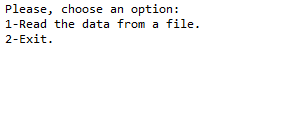 Please, choose an option:
1-Read the data from a file.
2-Exit.